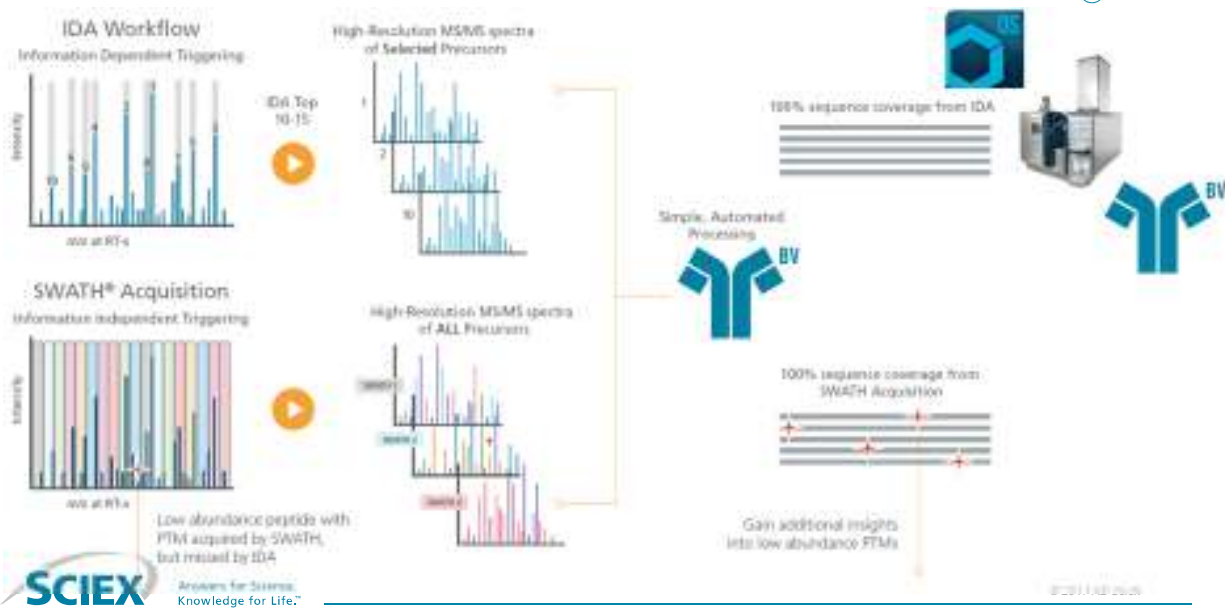 IDA Workflow
Information Dependent Triggering
Intensity
m/z at RT-x
IDA Top
10-15
High-Resolution MS/MS spectra
of Selected Precursors
1
2
10
SWATH® Acquisition
Information Independent Triggering
Intensity
m/z at RT-x
High-Resolution MS/MS spectra
of ALL Precursors
Low abundance peptide with
PTM acquired by SWATH,
but missed by IDA
Simple, Automated
Processing
BV
OS
100% sequence coverage from IDA
BV
100% sequence coverage from
SWATH Acquisition
Gain additional insights
into low abundance PTMs
SCIEX
Answers for Science.
Knowledge for Life.™